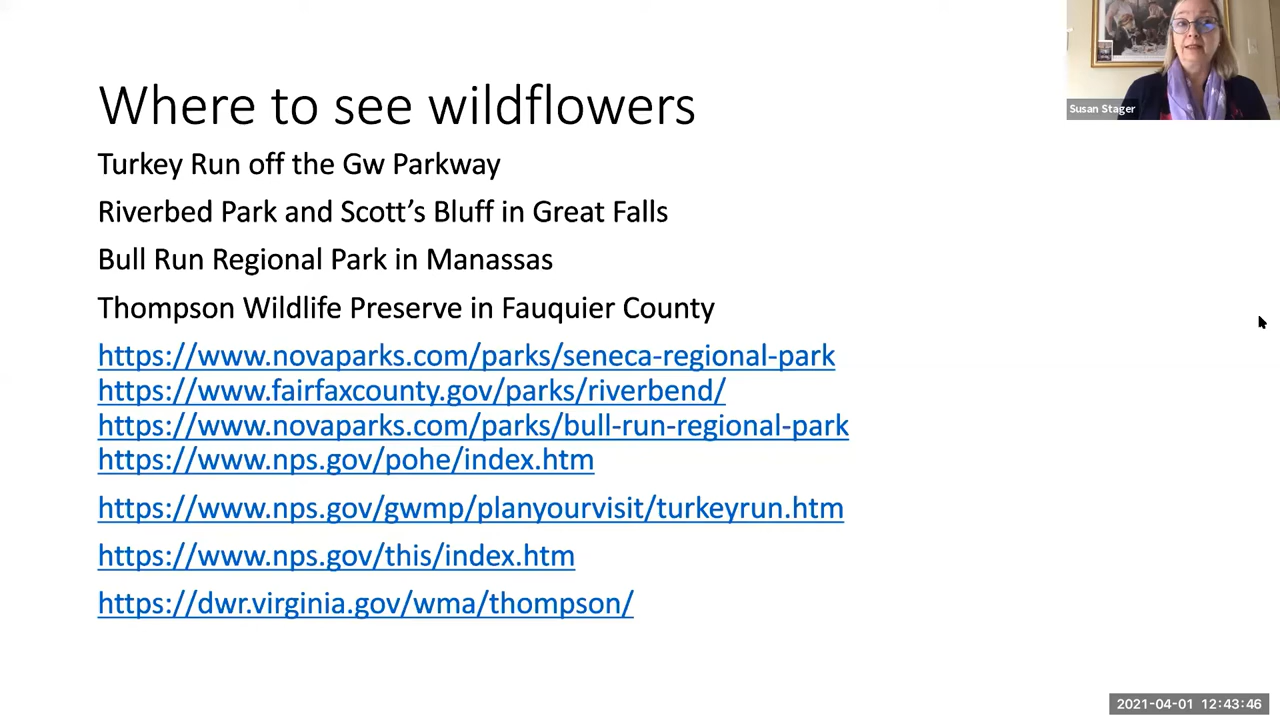 Where to see wildflowers
Turkey Run off the Gw Parkway
Riverbed Park and Scott’s Bluff in Great Falls
Bull Run Regional Park in Manassas
Thompson Wildlife Preserve in Fauquier County
https://www.novaparks.com/parks/seneca-regional-park
https://www.fairfaxcounty.gov/parks/riverbend/
https://www.novaparks.com/parks/bull-run-regional-park
https://www.nps.gov/pohe/index.htm
https://www.nps.gov/gwmp/planyourvisit/turkeyrun.htm
https://www.nps.gov/this/index.htm
https://dwr.virginia.gov/wma/thompson/
Susan Stager
2021-04-01 12:43:46